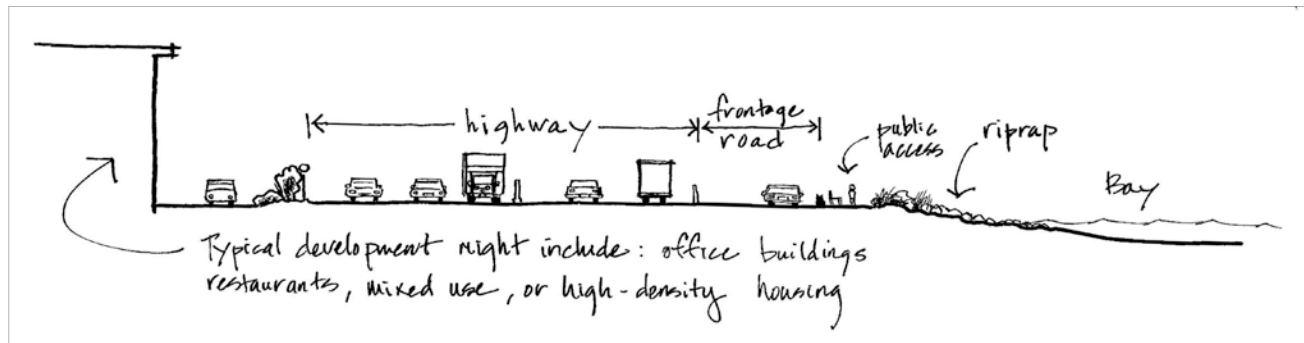 highway
frontage
road
public
access
riprap
Bay
Typical development might include: office buildings
restaurants, mixed use, or high-density housing